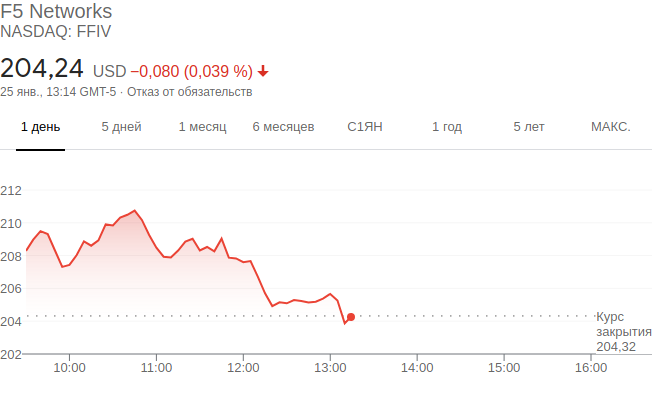 F5 Networks
NASDAQ: FFIV
204,24 USD −0,080 (0,039 %)
25 янв., 13:14 GMT-5 · Отказ от обязательств
1 день 5 дней 1 месяц 6 месяцев С1ЯН 1 год 5 лет МАКС.
212
210
208
206
204
202
Курс
закрытия
204,32
10:00 11:00 12:00 13:00 14:00 15:00 16:00